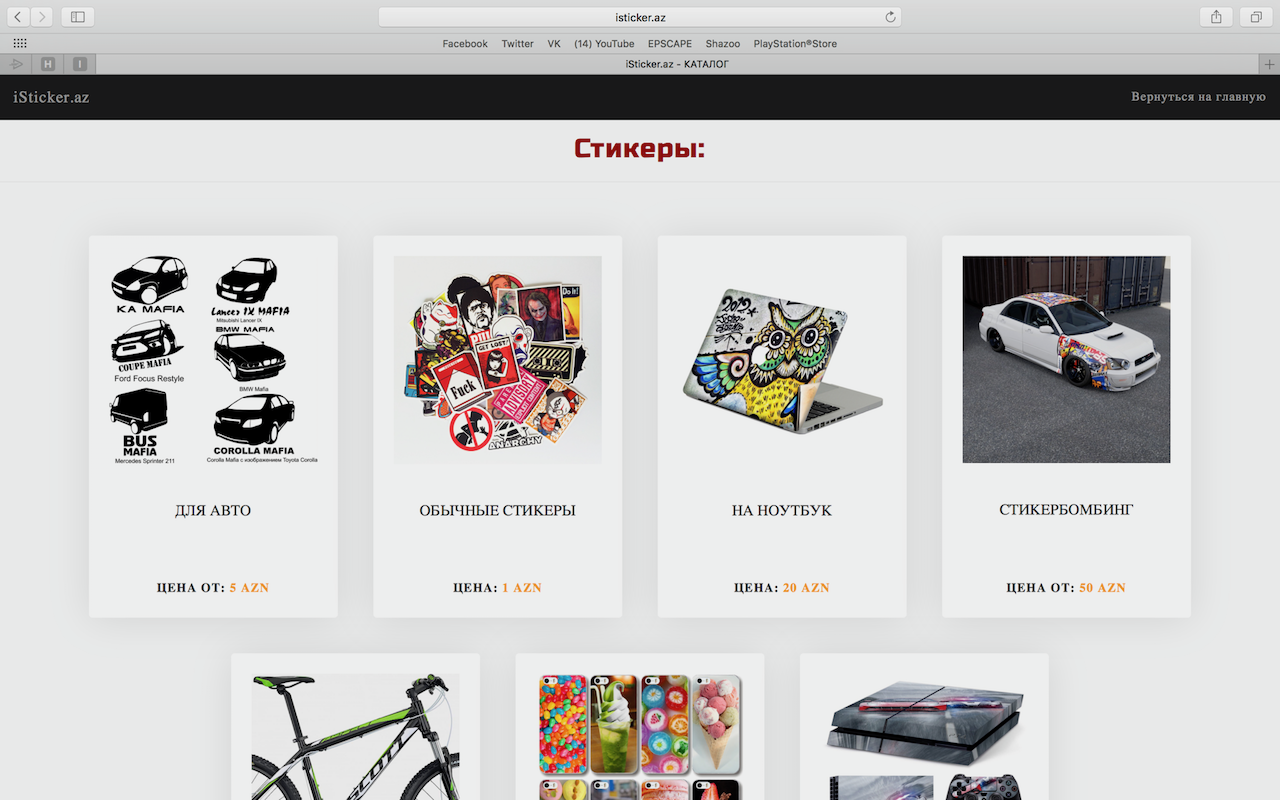 isticker.az
Facebook Twitter VK (14) YouTube EPSCAPE Shazoo PlayStation®Store
H I iSticker.az - КАТАЛОГ
iSticker.az Вернуться на главную
Стикеры:
KA MAFIA
Lancer IX MAFIA
Mitsubishi Lancer IX
COUPE MAFIA
Ford Focus Restyle
BMW MAFIA
BMW Mafia
BUS
MAFIA
Mercedes Sprinter 211
COROLLA MAFIA
Corolla Mafia с изображением Toyota Corolla
Do It!
GET LOST!
Fuck
ADVISORY
ANARCHY
2012
SCOTT
ДЛЯ АВТО
ЦЕНА ОТ: 5 AZN
ОБЫЧНЫЕ СТИКЕРЫ
ЦЕНА: 1 AZN
НА НОУТБУК
ЦЕНА: 20 AZN
СТИКЕРБОМБИНГ
ЦЕНА ОТ: 50 AZN